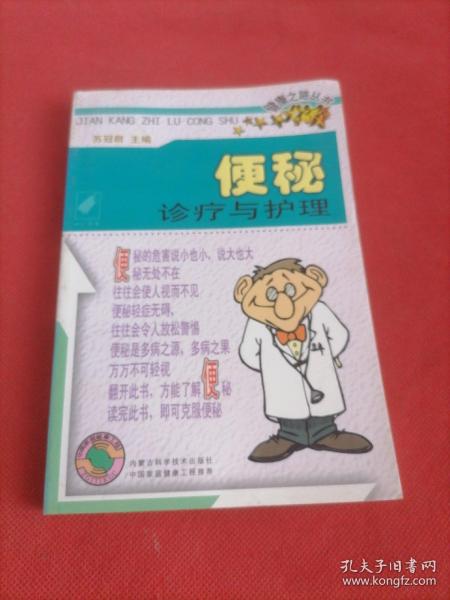 健康之路丛书
JIAN KANG ZHI LU CONG SHU
苏冠群 主编
便秘
诊疗与护理
便秘的危害说小也小、说大也大
便秘无处不在
往往会使人视而不见
便秘轻症无碍,
往往会令人放松警惕
便秘是多病之源,多病之果
万万不可轻视
翻开此书,方能了解便秘
读完此书,即可克服便秘
内蒙古科学技术出版社
中国家庭健康工程推荐
孔夫子旧书网
www.kongfz.com